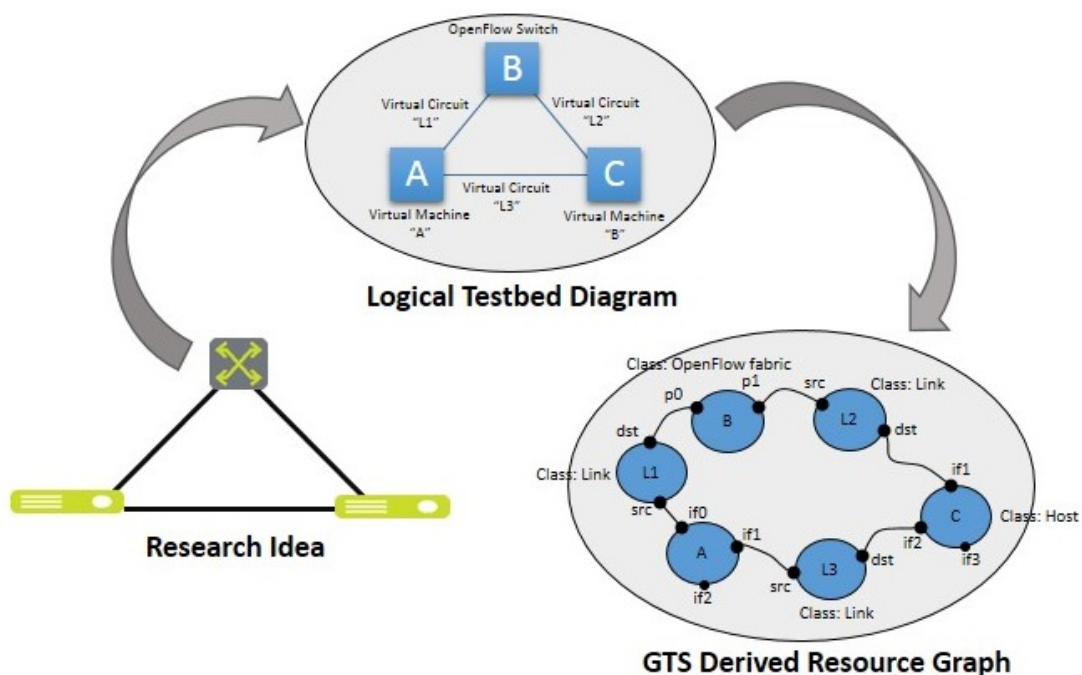 OpenFlow Switch
B
Virtual Circuit
"L1"
Virtual Circuit
"L2"
A
C
Virtual Circuit
"L3"
Virtual Machine
"A"
Virtual Machine
"B"
Logical Testbed Diagram
Research Idea
Class: OpenFlow fabric
p0
p1
src
Class: Link
B
L2
dst
dst
Class: Link
L1
if1
src
if0
C
Class: Host
A
if1
if2
if3
L3
dst
src
if2
Class: Link
GTS Derived Resource Graph